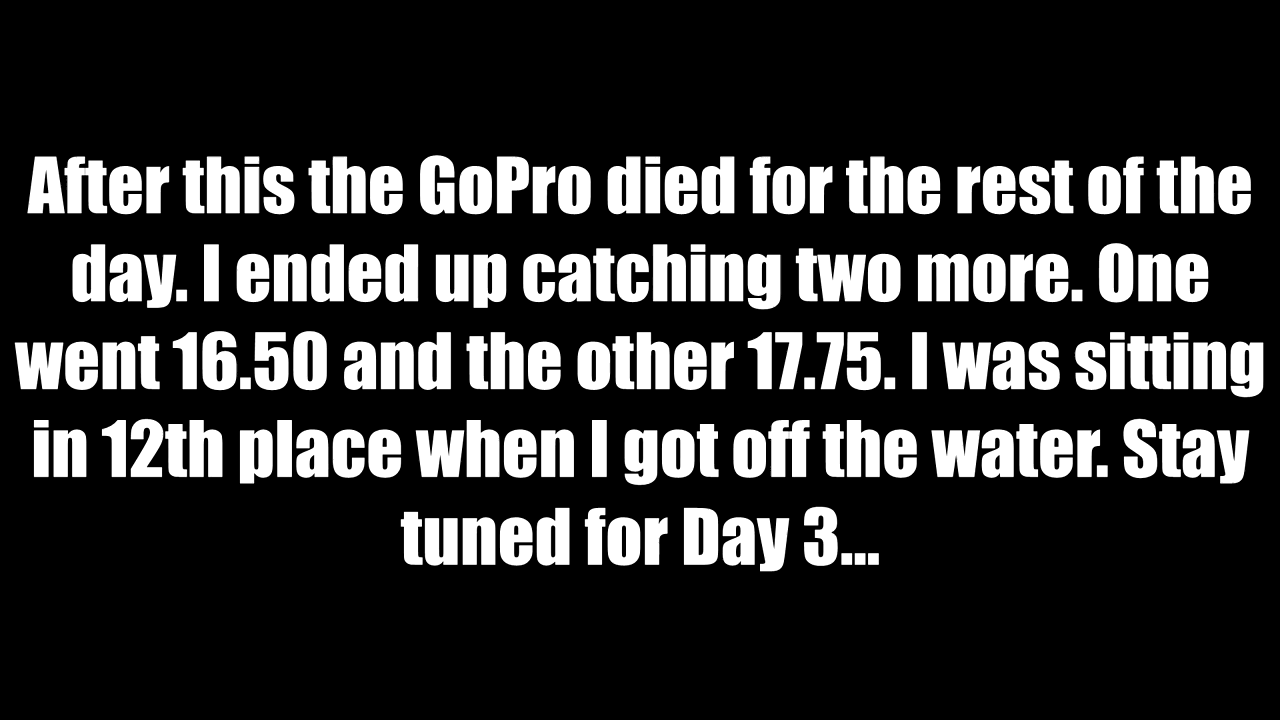 After this the GoPro died for the rest of the
day. I ended up catching two more. One
went 16.50 and the other 17.75. I was sitting
in 12th place when I got off the water. Stay
tuned for Day 3...